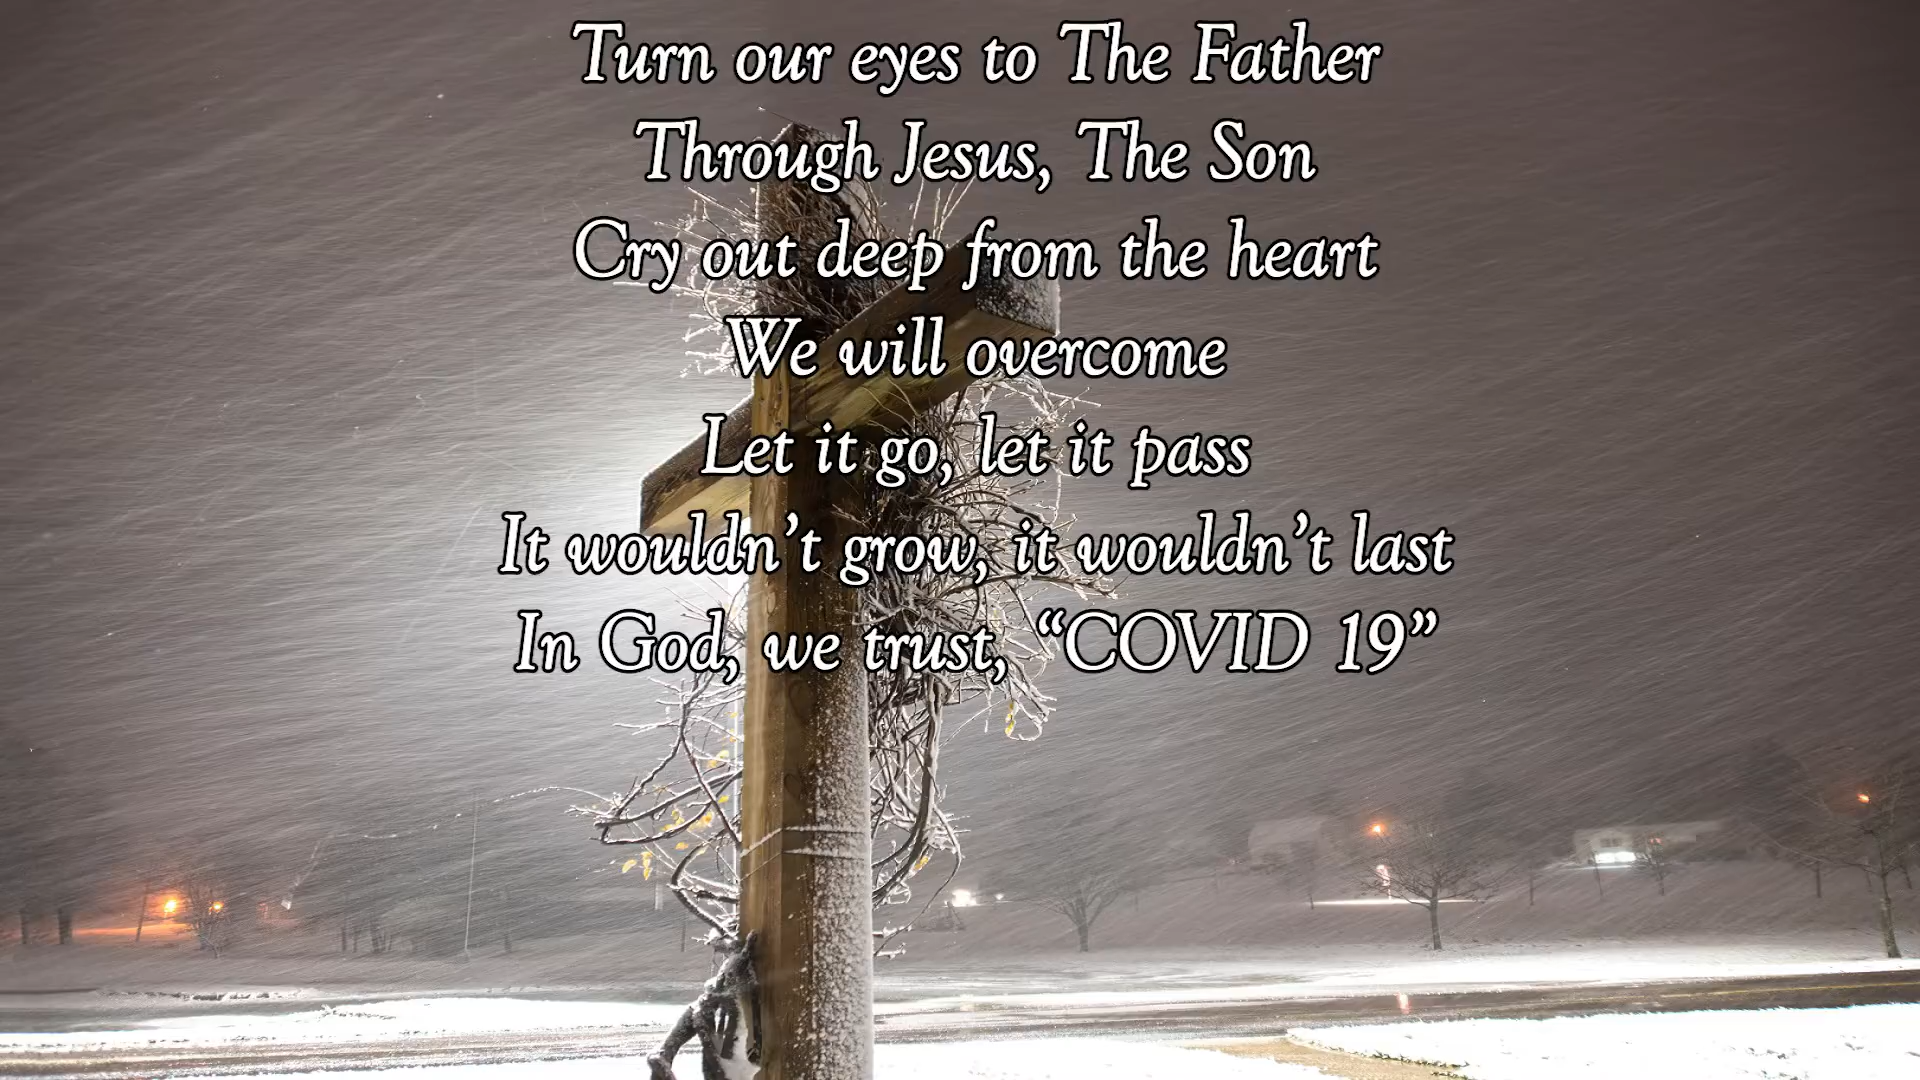 Turn our eyes to The Father
Through Jesus, The Son
Cry out deep from the heart
We will overcome
Let it go, let it pass
It wouldn’t grow, it wouldn’t last
In God, we trust, “COVID 19”